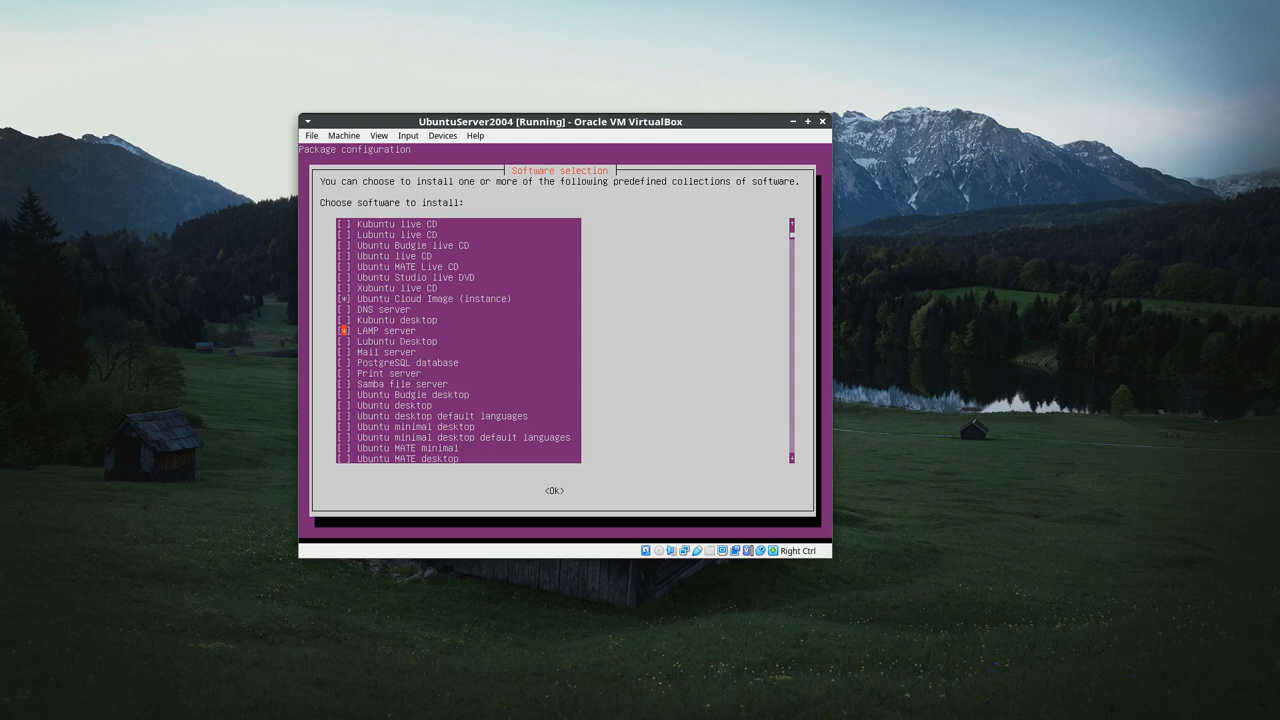 UbuntuServer2004 [Running] - Oracle VM VirtualBox
File Machine View Input Devices Help
Package configuration
Software selection
You can choose to install one or more of the following predefined collections of software.
Choose software to install:
[ ] Kubuntu live CD
[ ] Lubuntu live CD
[ ] Ubuntu Budgie live CD
[ ] Ubuntu live CD
[ ] Ubuntu MATE Live CD
[ ] Ubuntu Studio live DVD
[ ] Xubuntu live CD
[*] Ubuntu Cloud Image (instance)
[ ] DNS server
[ ] Kubuntu desktop
[*] LAMP server
[ ] Lubuntu Desktop
[ ] Mail server
[ ] PostgreSQL database
[ ] Print server
[ ] Samba file server
[ ] Ubuntu Budgie desktop
[ ] Ubuntu desktop
[ ] Ubuntu desktop default languages
[ ] Ubuntu minimal desktop
[ ] Ubuntu minimal desktop default languages
[ ] Ubuntu MATE minimal
[ ] Ubuntu MATE desktop
<Ok>
Right Ctrl